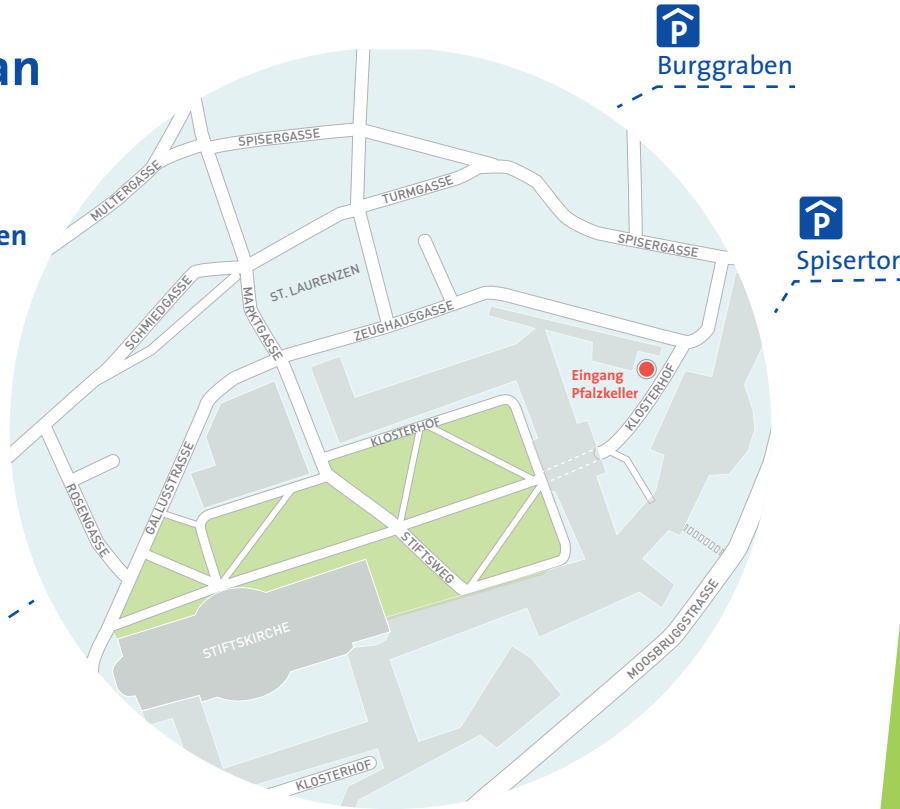 an
P
Burggraben
en
P
Spisertor
SPISERGASSE
MULTERGASSE
TURMGASSE
SPISERGASSE
ST. LAURENZEN
SCHMIEDGASSE
MARKTGASSE
ZEUGHAUSGASSE
Eingang
Pfalzkeller
KLOSTERHOF
KLOSTERHOF
GALLUSSTRASSE
ROSENGASSE
STIFTSWEG
STIFTSKIRCHE
MOOSBRUGGSTRASSE
KLOSTERHOF